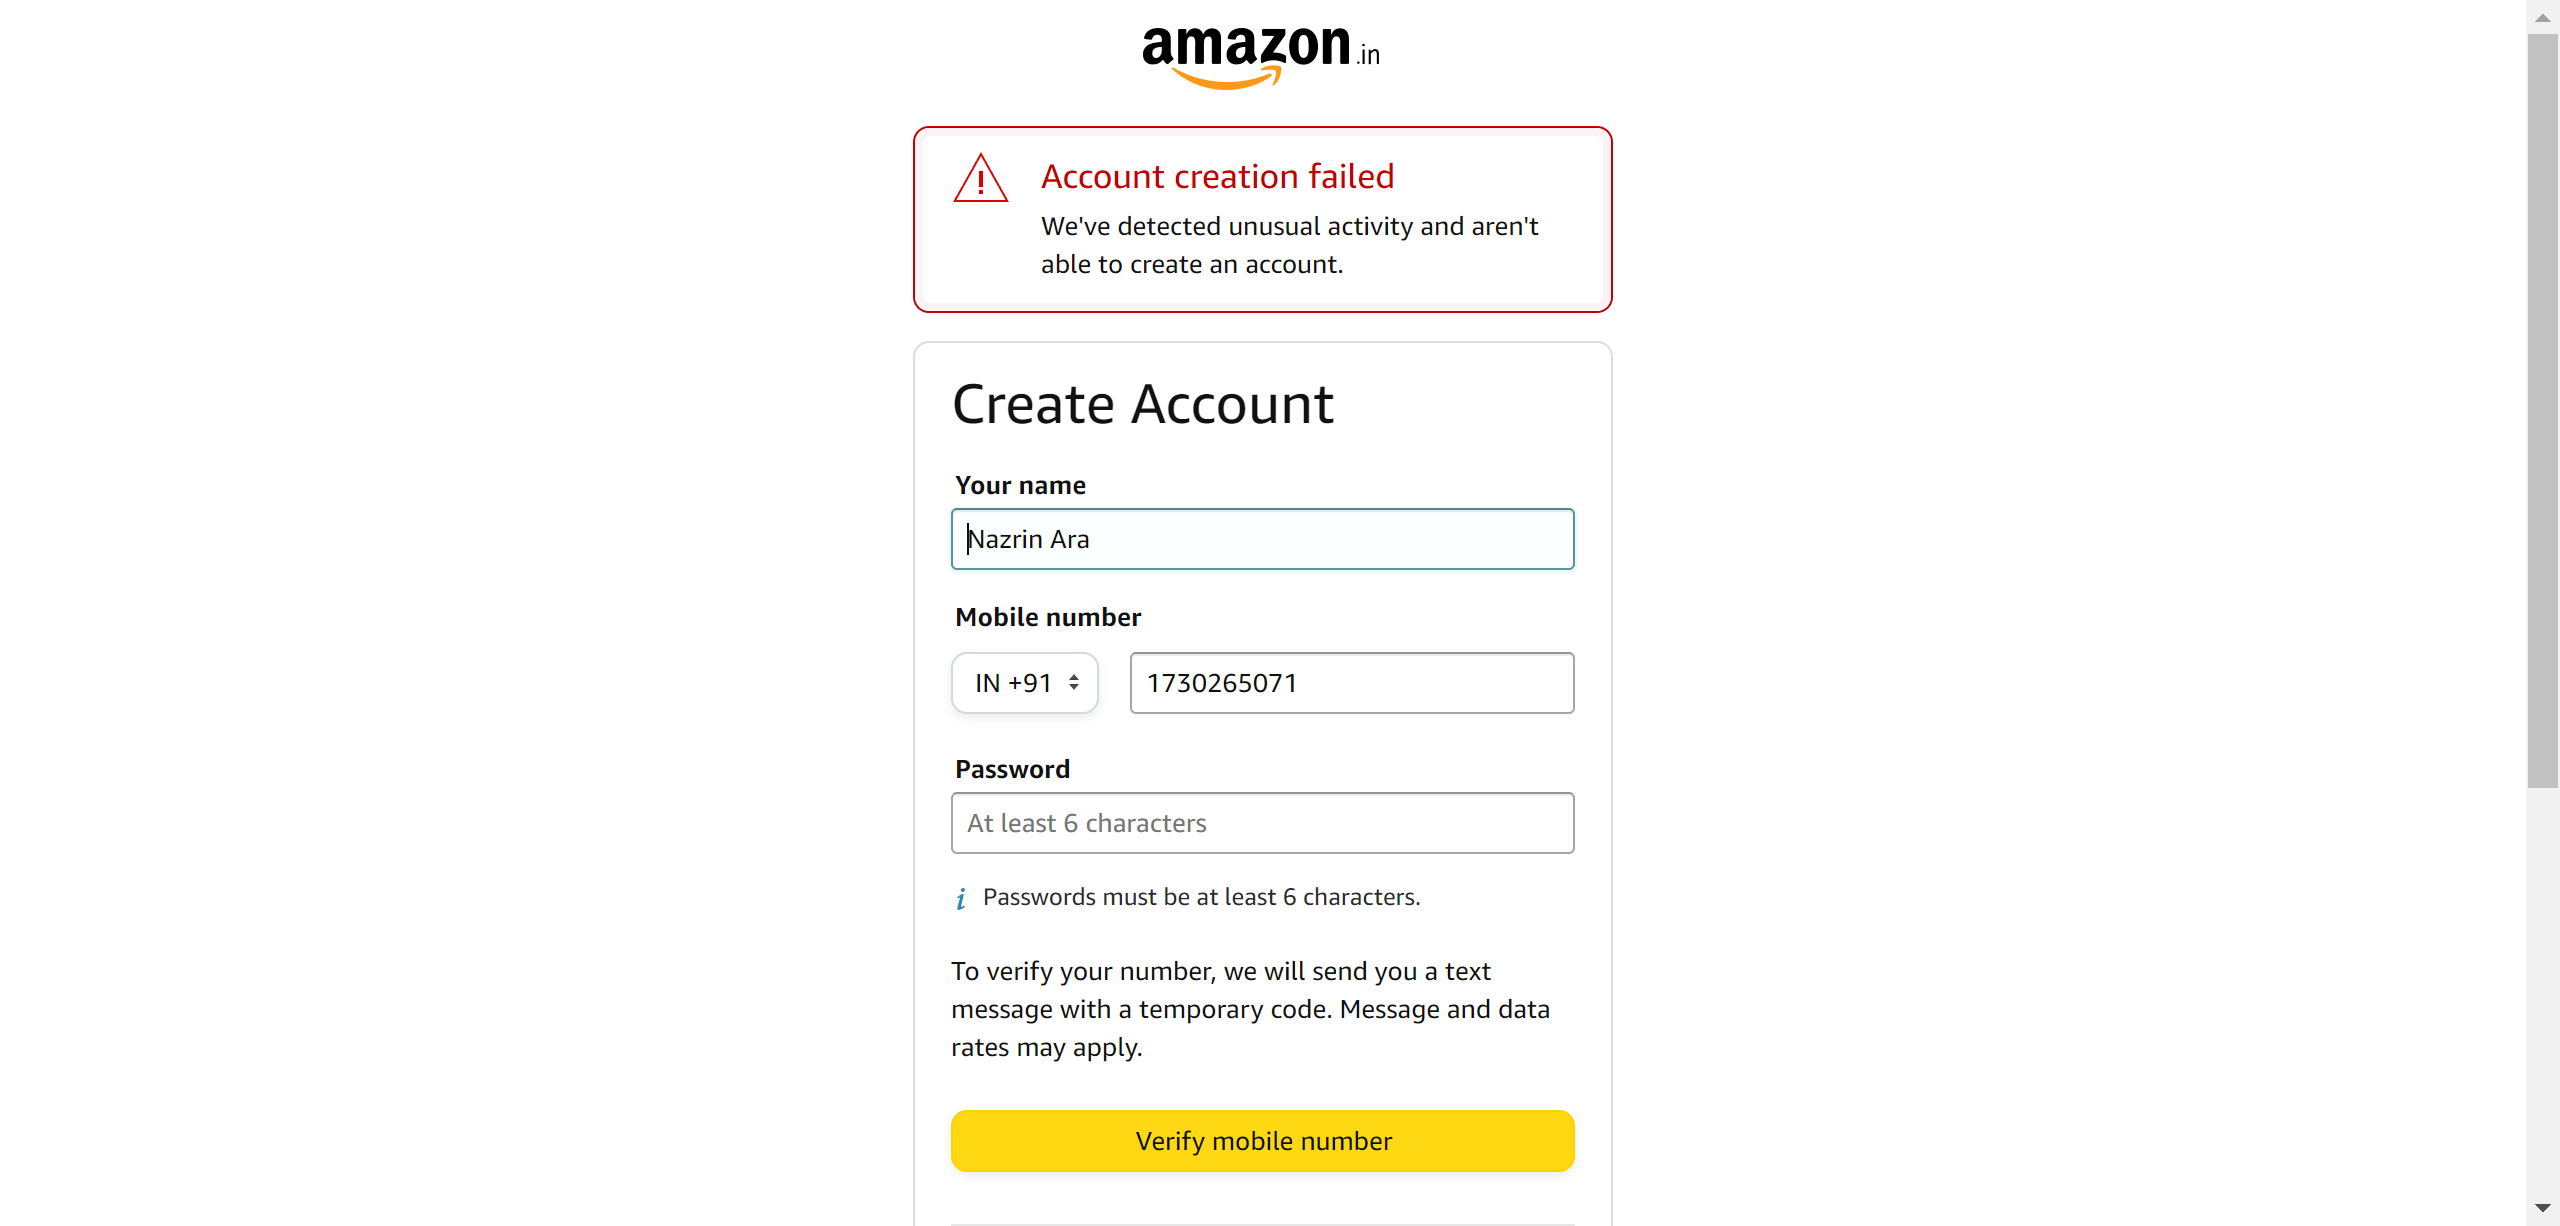 amazon.in
Account creation failed
We've detected unusual activity and aren't
able to create an account.
Create Account
Your name
Nazrin Ara
Mobile number
IN +91
1730265071
Password
At least 6 characters
i Passwords must be at least 6 characters.
To verify your number, we will send you a text
message with a temporary code. Message and data
rates may apply.
Verify mobile number